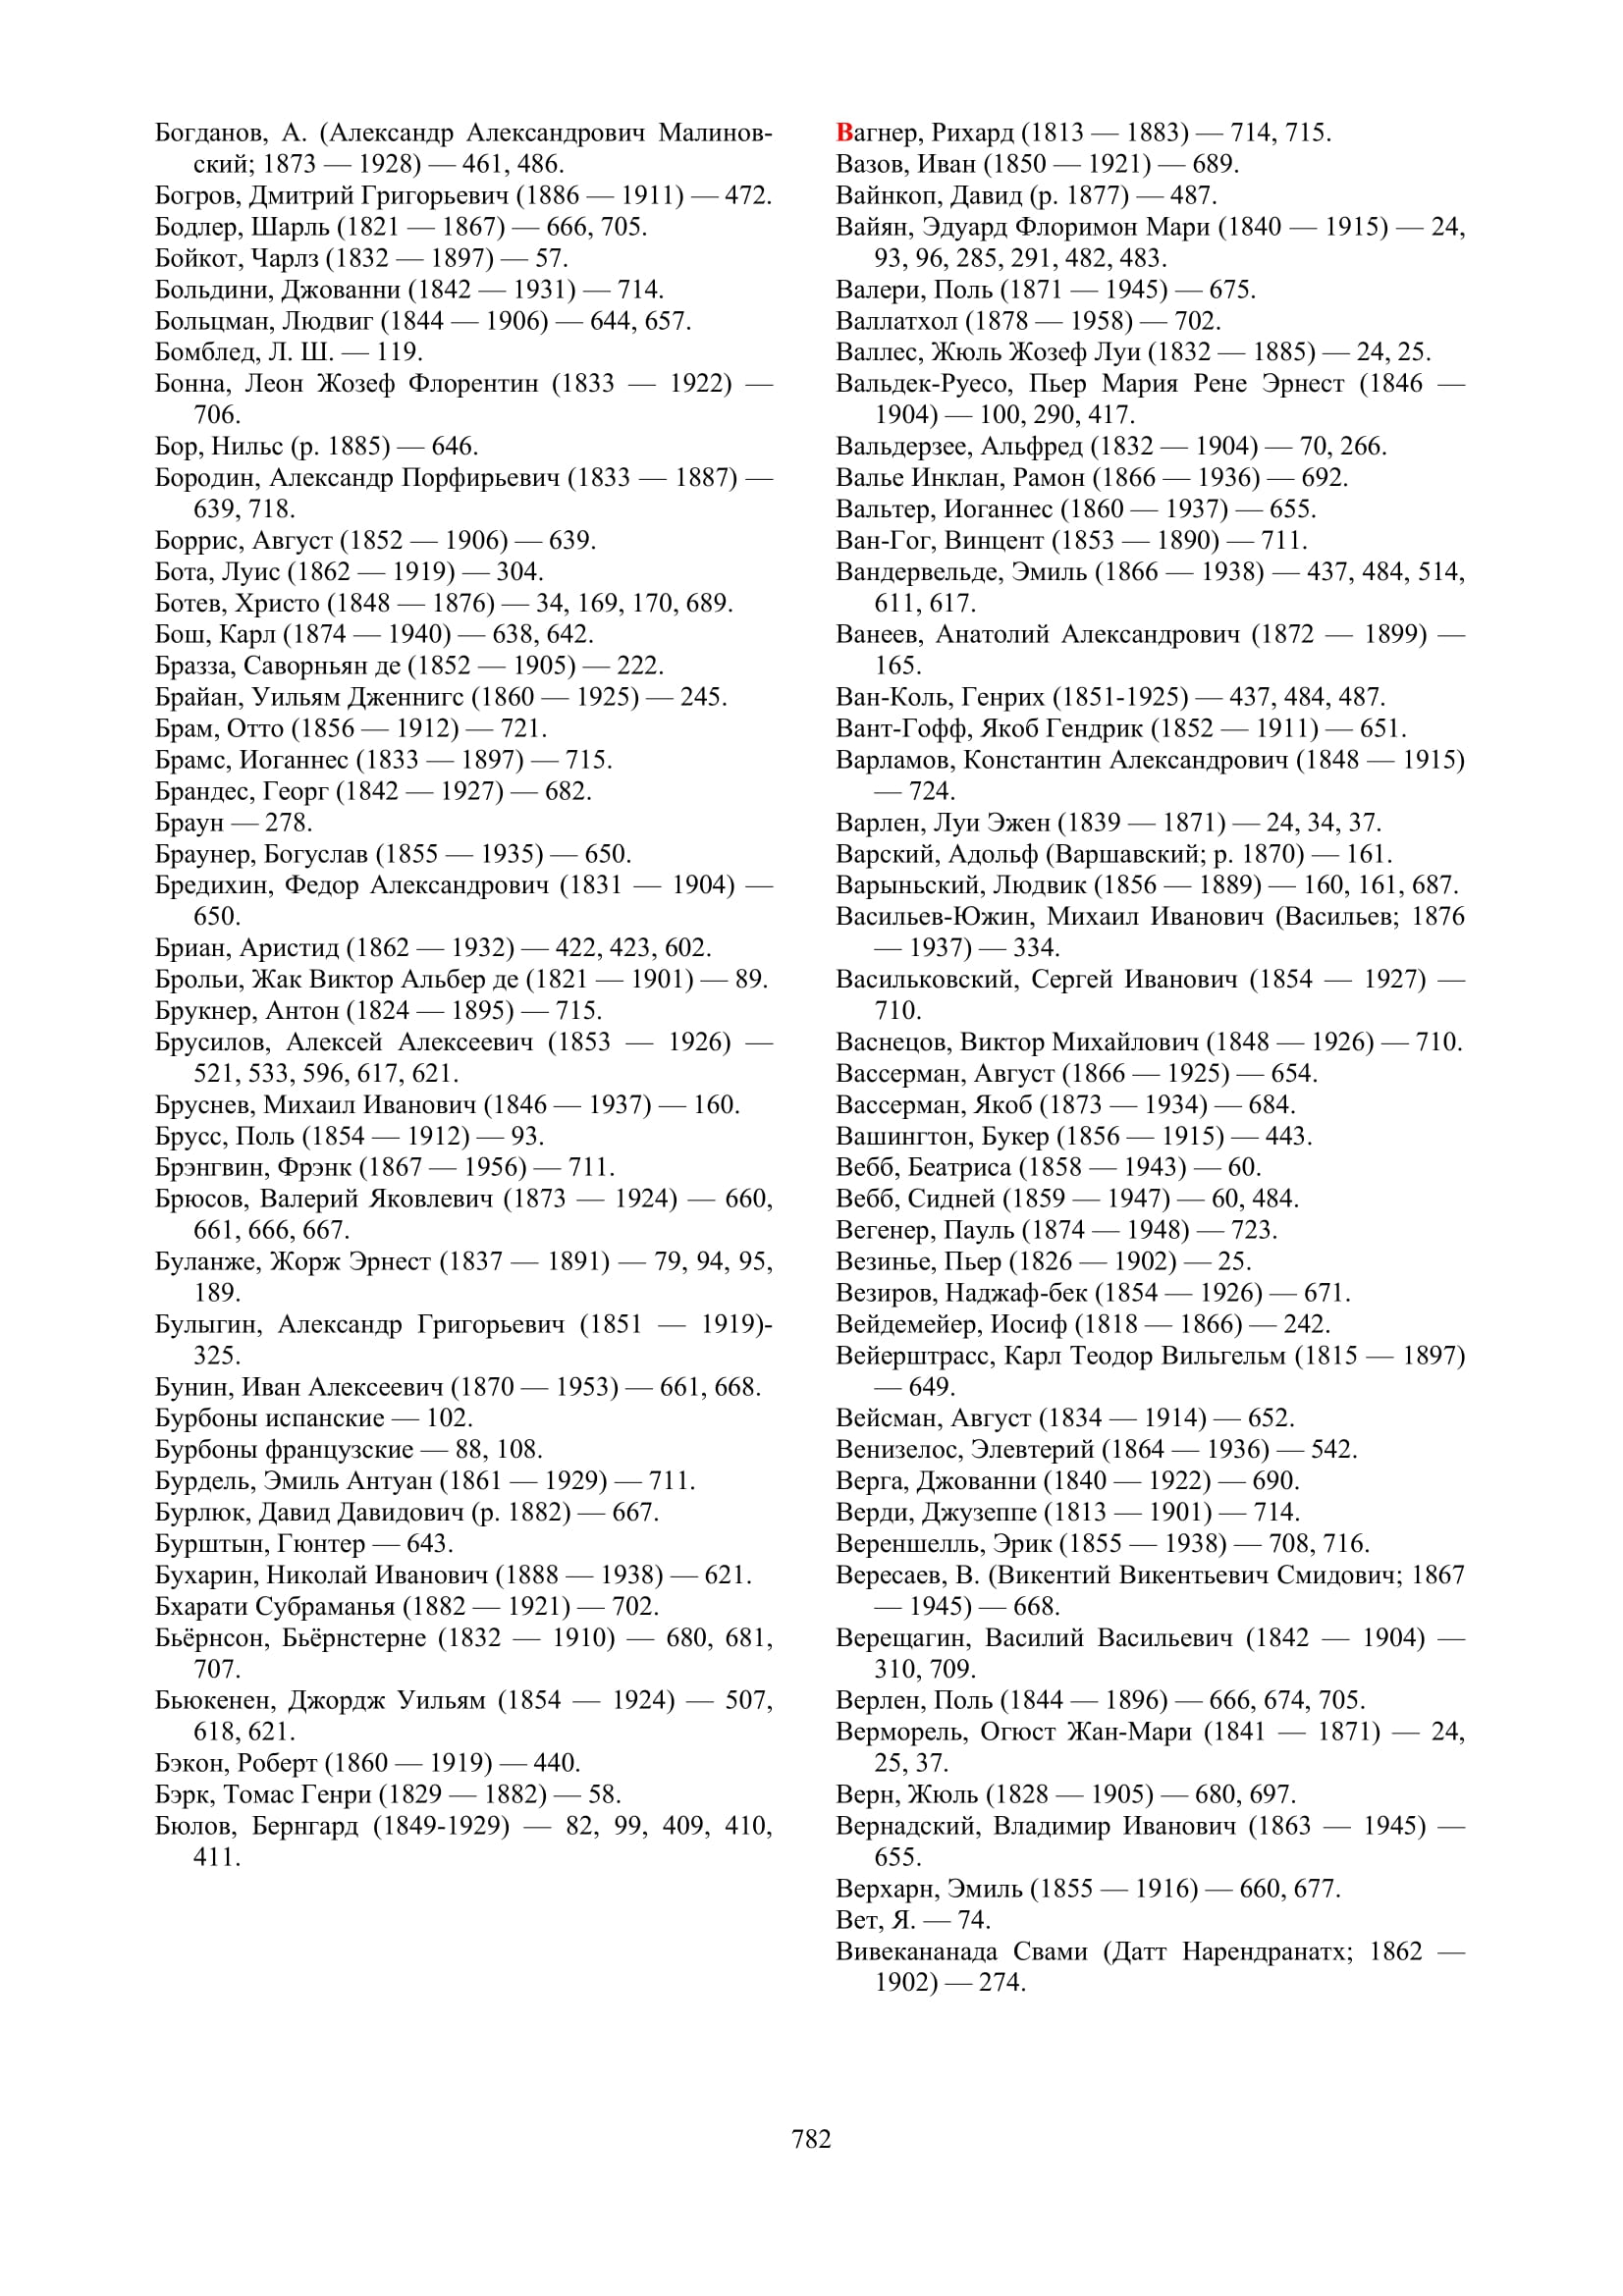 Богданов, А. (Александр Александрович Малинов-
ский; 1873 — 1928) — 461, 486.
Богров, Дмитрий Григорьевич (1886 — 1911) — 472.
Бодлер, Шарль (1821 — 1867) — 666, 705.
Бойкот, Чарлз (1832 — 1897) — 57.
Больдини, Джованни (1842 — 1931) — 714.
Больцман, Людвиг (1844 — 1906) — 644, 657.
Бомблед, Л. Ш. — 119.
Бонна, Леон Жозеф Флорентин (1833 — 1922) —
706.
Бор, Нильс (р. 1885) — 646.
Бородин, Александр Порфирьевич (1833 — 1887) —
639, 718.
Боррис, Август (1852 — 1906) — 639.
Бота, Луис (1862 — 1919) — 304.
Ботев, Христо (1848 — 1876) — 34, 169, 170, 689.
Бош, Карл (1874 — 1940) — 638, 642.
Бразза, Саворньян де (1852 — 1905) — 222.
Брайан, Уильям Дженнигс (1860 — 1925) — 245.
Брам, Отто (1856 — 1912) — 721.
Брамс, Иоганнес (1833 — 1897) — 715.
Брандес, Георг (1842 — 1927) — 682.
Браун — 278.
Браунер, Богуслав (1855 — 1935) — 650.
Бредихин, Федор Александрович (1831 — 1904) —
650.
Бриан, Аристид (1862 — 1932) — 422, 423, 602.
Брольи, Жак Виктор Альбер де (1821 — 1901) — 89.
Брукнер, Антон (1824 — 1895) — 715.
Брусилов, Алексей Алексеевич (1853 — 1926) —
521, 533, 596, 617, 621.
Бруснев, Михаил Иванович (1846 — 1937) — 160.
Брусс, Поль (1854 — 1912) — 93.
Брэнгвин, Фрэнк (1867 — 1956) — 711.
Брюсов, Валерий Яковлевич (1873 — 1924) — 660,
661, 666, 667.
Буланже, Жорж Эрнест (1837 — 1891) — 79, 94, 95,
189.
Булыгин, Александр Григорьевич (1851 — 1919)-
325.
Бунин, Иван Алексеевич (1870 — 1953) — 661, 668.
Бурбоны испанские — 102.
Бурбоны французские — 88, 108.
Бурдель, Эмиль Антуан (1861 — 1929) — 711.
Бурлюк, Давид Давидович (р. 1882) — 667.
Бурштын, Гюнтер — 643.
Бухарин, Николай Иванович (1888 — 1938) — 621.
Бхарати Субраманья (1882 — 1921) — 702.
Бьёрнсон, Бьёрнстерне (1832 — 1910) — 680, 681,
707.
Бьюкенен, Джордж Уильям (1854 — 1924) — 507,
618, 621.
Бэкон, Роберт (1860 — 1919) — 440.
Бэрк, Томас Генри (1829 — 1882) — 58.
Бюлов, Бернгард (1849-1929) — 82, 99, 409, 410,
411.
Вагнер, Рихард (1813 — 1883) — 714, 715.
Вазов, Иван (1850 — 1921) — 689.
Вайнкоп, Давид (р. 1877) — 487.
Вайян, Эдуард Флоримон Мари (1840 — 1915) — 24,
93, 96, 285, 291, 482, 483.
Валери, Поль (1871 — 1945) — 675.
Валлатхол (1878 — 1958) — 702.
Валлес, Жюль Жозеф Луи (1832 — 1885) — 24, 25.
Вальдек-Руесо, Пьер Мария Рене Эрнест (1846 —
1904) — 100, 290, 417.
Вальдерзее, Альфред (1832 — 1904) — 70, 266.
Валье Инклан, Рамон (1866 — 1936) — 692.
Вальтер, Иоганнес (1860 — 1937) — 655.
Ван-Гог, Винцент (1853 — 1890) — 711.
Вандервельде, Эмиль (1866 — 1938) — 437, 484, 514,
611, 617.
Ванеев, Анатолий Александрович (1872 — 1899) —
165.
Ван-Коль, Генрих (1851-1925) — 437, 484, 487.
Вант-Гофф, Якоб Гендрик (1852 — 1911) — 651.
Варламов, Константин Александрович (1848 — 1915)
— 724.
Варлен, Луи Эжен (1839 — 1871) — 24, 34, 37.
Варский, Адольф (Варшавский; р. 1870) — 161.
Варыньский, Людвик (1856 — 1889) — 160, 161, 687.
Васильев-Южин, Михаил Иванович (Васильев; 1876
— 1937) — 334.
Васильковский, Сергей Иванович (1854 — 1927) —
710.
Васнецов, Виктор Михайлович (1848 — 1926) — 710.
Вассерман, Август (1866 — 1925) — 654.
Вассерман, Якоб (1873 — 1934) — 684.
Вашингтон, Букер (1856 — 1915) — 443.
Вебб, Беатриса (1858 — 1943) — 60.
Вебб, Сидней (1859 — 1947) — 60, 484.
Вегенер, Пауль (1874 — 1948) — 723.
Везинье, Пьер (1826 — 1902) — 25.
Везиров, Наджаф-бек (1854 — 1926) — 671.
Вейдемейер, Иосиф (1818 — 1866) — 242.
Вейерштрасс, Карл Теодор Вильгельм (1815 — 1897)
— 649.
Вейсман, Август (1834 — 1914) — 652.
Венизелос, Элевтерий (1864 — 1936) — 542.
Верга, Джованни (1840 — 1922) — 690.
Верди, Джузеппе (1813 — 1901) — 714.
Вереншелль, Эрик (1855 — 1938) — 708, 716.
Вересаев, В. (Викентий Викентьевич Смидович; 1867
— 1945) — 668.
Верещагин, Василий Васильевич (1842 — 1904) —
310, 709.
Верлен, Поль (1844 — 1896) — 666, 674, 705.
Верморель, Огюст Жан-Мари (1841 — 1871) — 24,
25, 37.
Верн, Жюль (1828 — 1905) — 680, 697.
Вернадский, Владимир Иванович (1863 — 1945) —
655.
Верхарн, Эмиль (1855 — 1916) — 660, 677.
Вет, Я. — 74.
Вивекананада Свами (Датт Нарендранатх; 1862 —
1902) — 274.
782